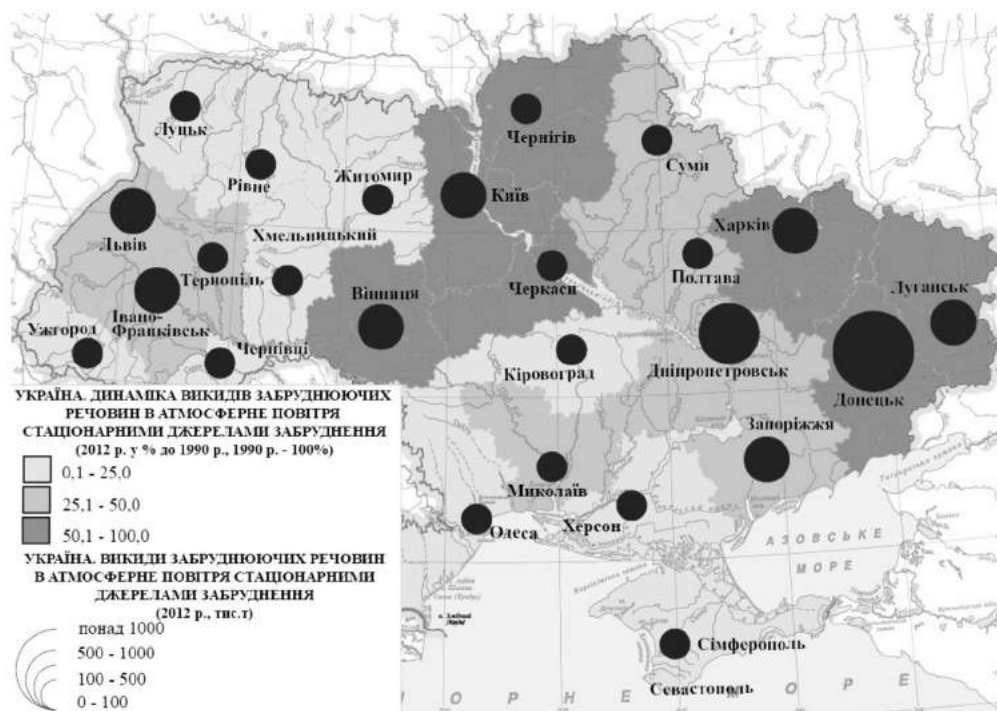 Луцьк
Чернігів
Суми
Рівне
Житомир
Київ
Львів
Хмельницький
Харків
Тернопіль
Вінниця
Черкаси
Полтава
Луганськ
Івано-
Франківськ
Ужгород
Чернівці
Кіровоград
Дніпропетровськ
Донецьк
Запоріжжя
Миколаїв
Херсон
Одеса
АЗОВСЬКЕ
МОРЕ
Сімферополь
Севастополь
ОРНЕ МОРЕ
УКРАЇНА. ДИНАМІКА ВИКИДІВ ЗАБРУДНЮЮЧИХ
РЕЧОВИН В АТМОСФЕРНЕ ПОВІТРЯ
СТАЦІОНАРНИМИ ДЖЕРЕЛАМИ ЗАБРУДНЕННЯ
(2012 р. у % до 1990 р., 1990 р. - 100%)
0,1 - 25,0
25,1 - 50,0
50,1 - 100,0
УКРАЇНА. ВИКИДИ ЗАБРУДНЮЮЧИХ РЕЧОВИН
В АТМОСФЕРНЕ ПОВІТРЯ СТАЦІОНАРНИМИ
ДЖЕРЕЛАМИ ЗАБРУДНЕННЯ
(2012 р., тис.т)
понад 1000
500 - 1000
100 - 500
0 - 100